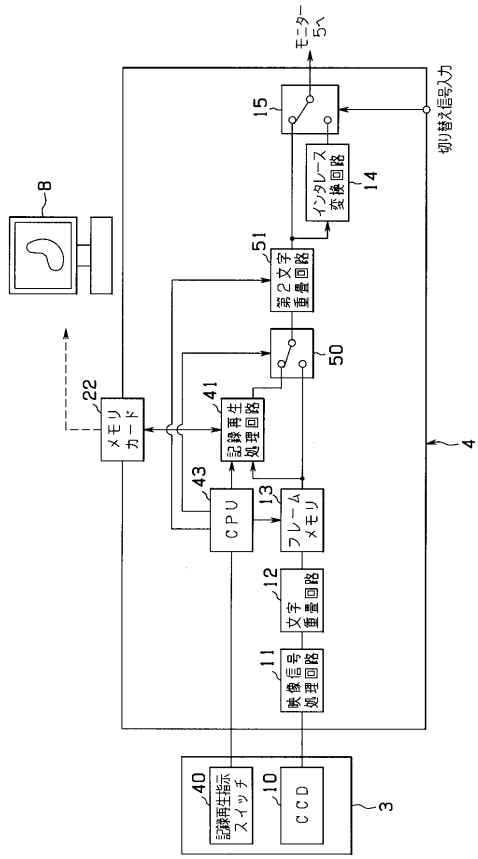 8
22
メモリ
カード
4
43
CPU
41
記録再生
処理回路
50
51
第2文字
重畳回路
15
モニター
5へ
14
インタレース
変換回路
切り替え信号入力
13
フレーム
メモリ
12
文字
重畳回路
11
映像信号
処理回路
40
記録再生指示
スイッチ
10
CCD
3